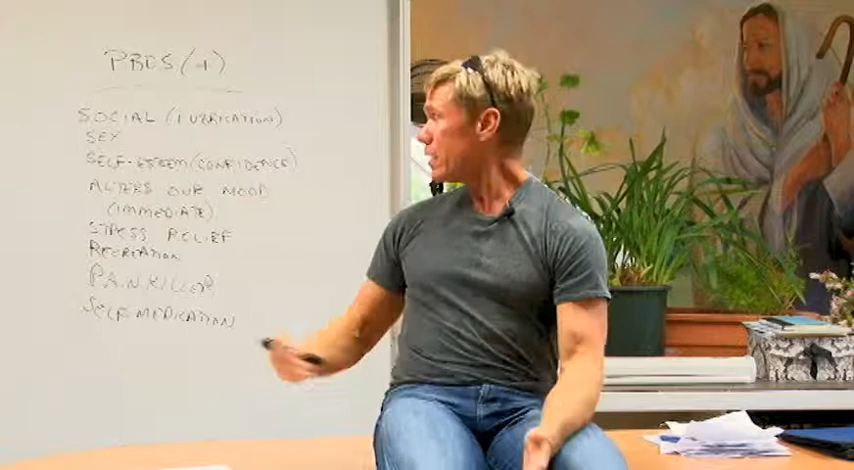 PBDS (+)
SOCIAL (LUBRICATION)
SEX
SELF-ESTEEM (CONFIDENCE)
ALTERS OUR MOOD
(IMMEDIATE)
STRESS RELIEF
RECREATION
PAIN KILLER
SELF MEDICATION